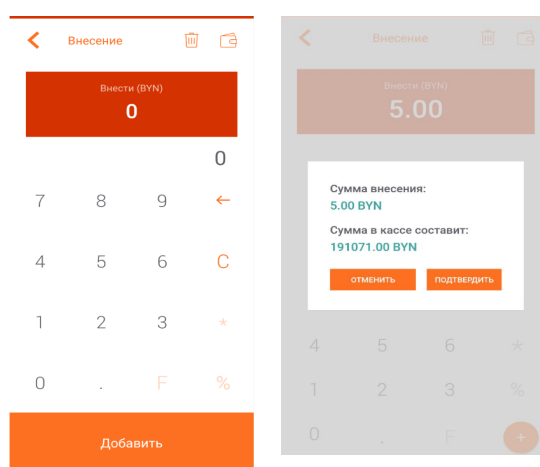 Внесение
Внести (BYN)
0
0
7 8 9 ←
4 5 6 C
1 2 3 *
0 . F %
Добавить
Внесение
Внести (BYN)
5.00
Сумма внесения:
5.00 BYN
Сумма в кассе составит:
191071.00 BYN
ОТМЕНИТЬ ПОДТВЕРДИТЬ
4 5 6 *
1 2 3 %
0 . F +